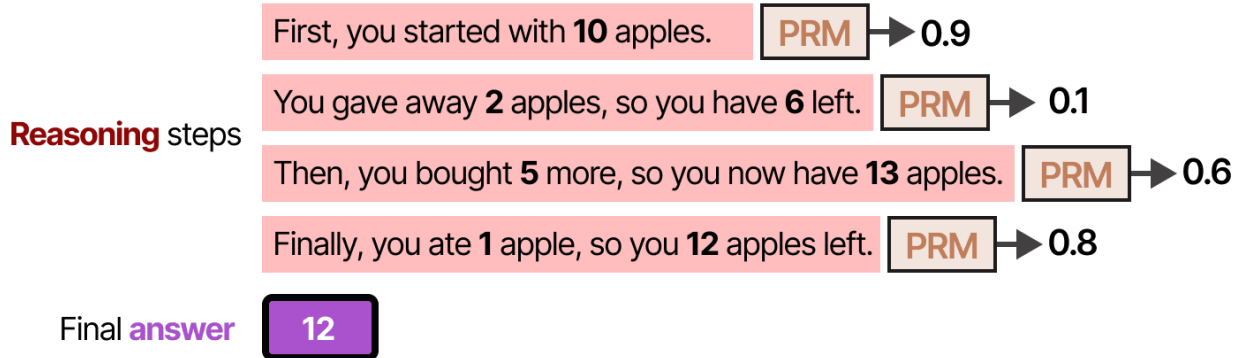 First, you started with 10 apples. PRM 0.9
You gave away 2 apples, so you have 6 left. PRM 0.1
Reasoning steps
Then, you bought 5 more, so you now have 13 apples. PRM 0.6
Finally, you ate 1 apple, so you 12 apples left. PRM 0.8
Final answer 12